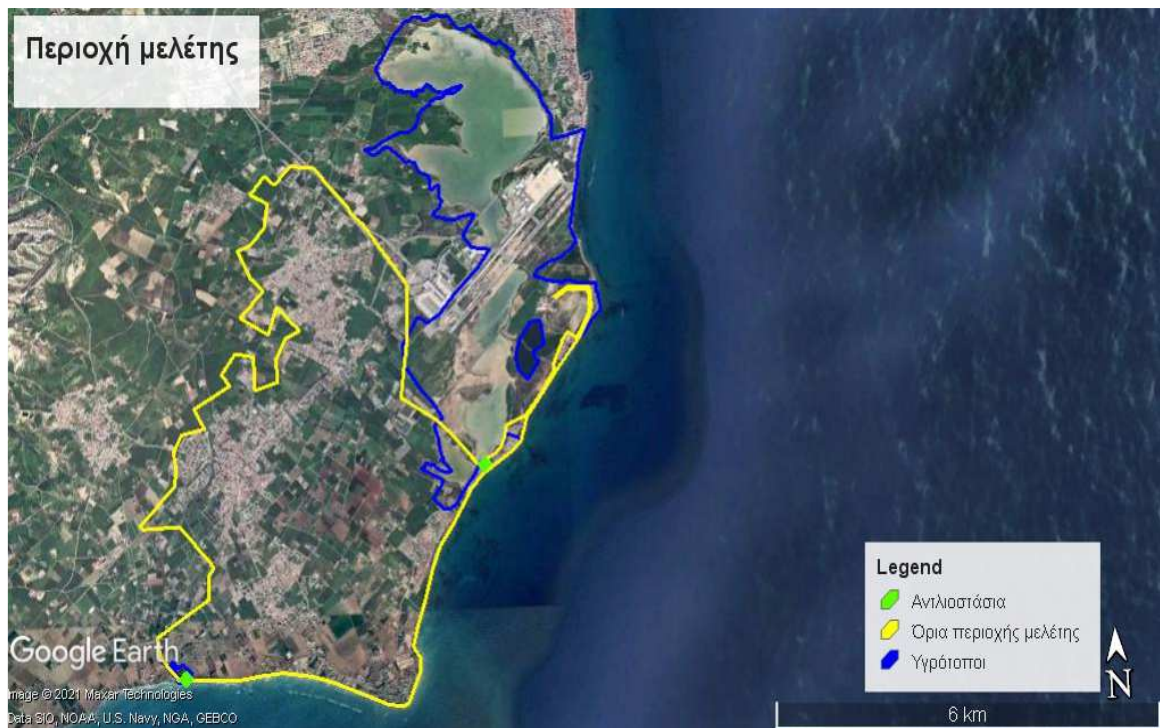 Περιοχή μελέτης
Legend
Αντλιοστάσια
Όρια περιοχής μελέτης
Υγρότοποι
N
6 km
Google Earth
mage © 2021 Maxar Technologies
Data SIO, NOAA, U.S. Navy, NGA, GEBCO